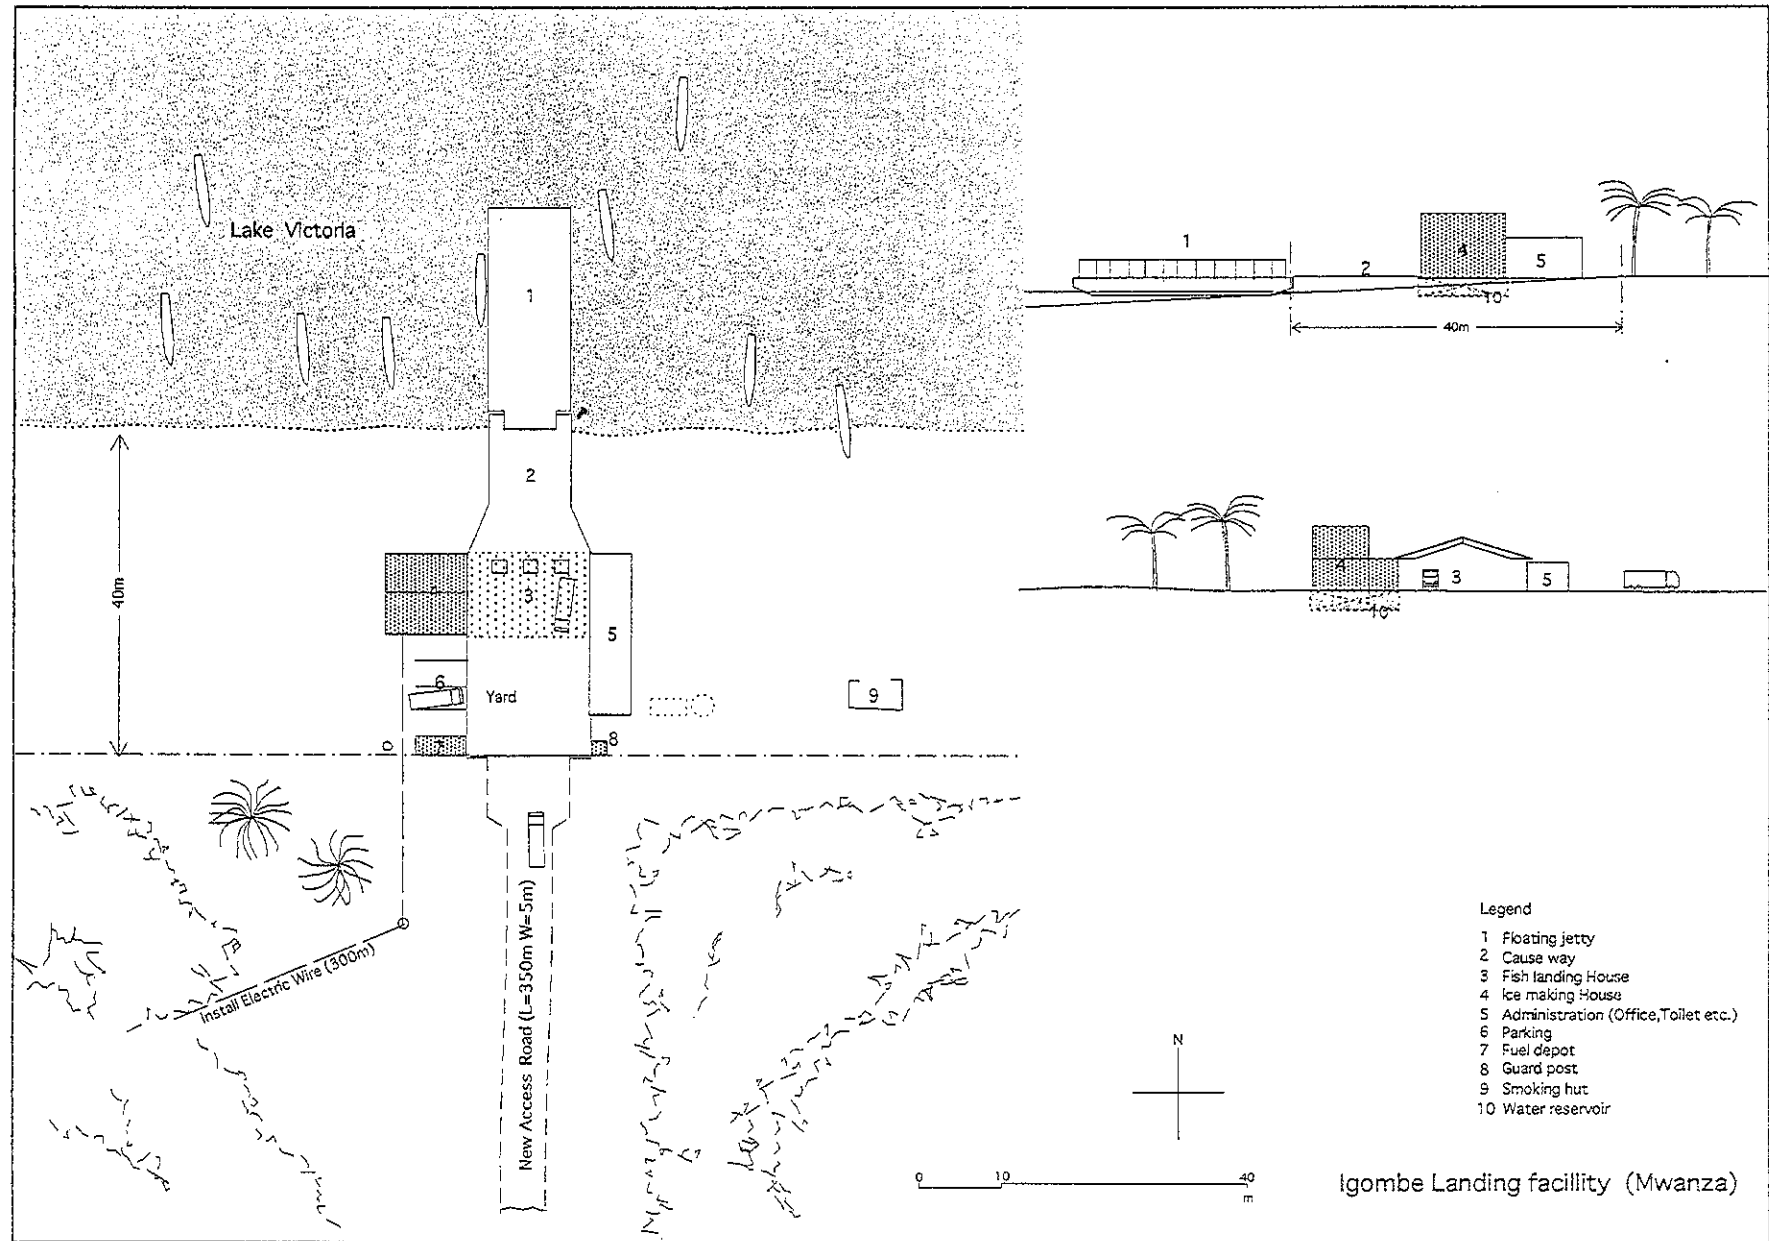 Lake Victoria
1
2
40m
4
3
5
6
Yard
9
7
8
Install Electric Wire (300m)
New Access Road (L=350m W=5m)
1
2
4
5
10
40m
4
3
5
10
Legend
1 Floating jetty
2 Cause way
3 Fish landing House
4 Ice making House
5 Administration (Office,Toilet etc.)
6 Parking
7 Fuel depot
8 Guard post
9 Smoking hut
10 Water reservoir
N
0 10 40
m
Igombe Landing facillity (Mwanza)